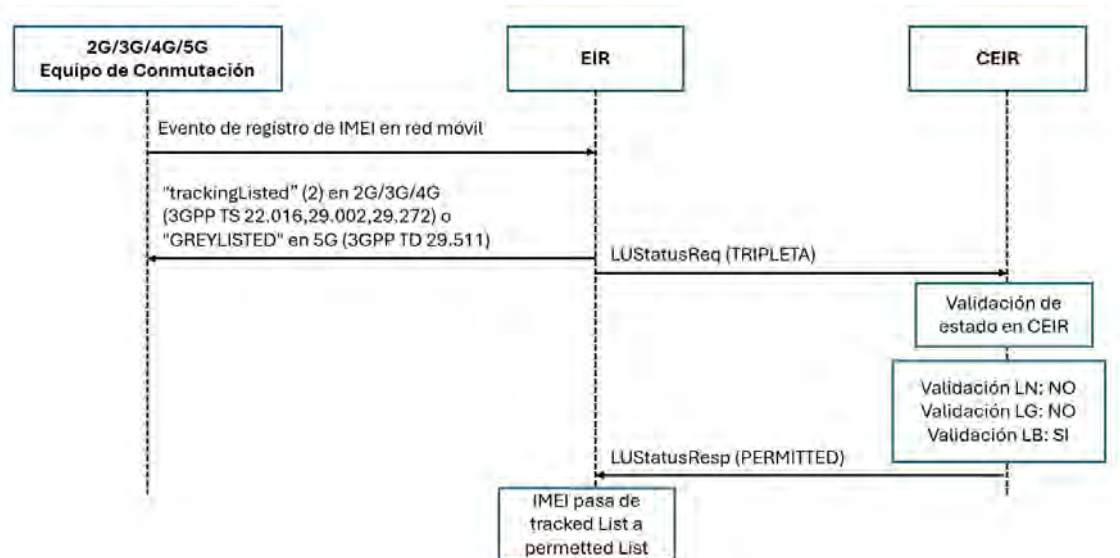 2G/3G/4G/5G
Equipo de Conmutación
EIR
CEIR
Evento de registro de IMEI en red móvil
"trackingListed" (2) en 2G/3G/4G
(3GPP TS 22.016,29.002,29.272) o
"GREYLISTED" en 5G (3GPP TD 29.511)
LUStatusReq (TRIPLETA)
Validación de
estado en CEIR
Validación LN: NO
Validación LG: NO
Validación LB: SI
LUStatusResp (PERMITTED)
IMEI pasa de
tracked List a
permetted List